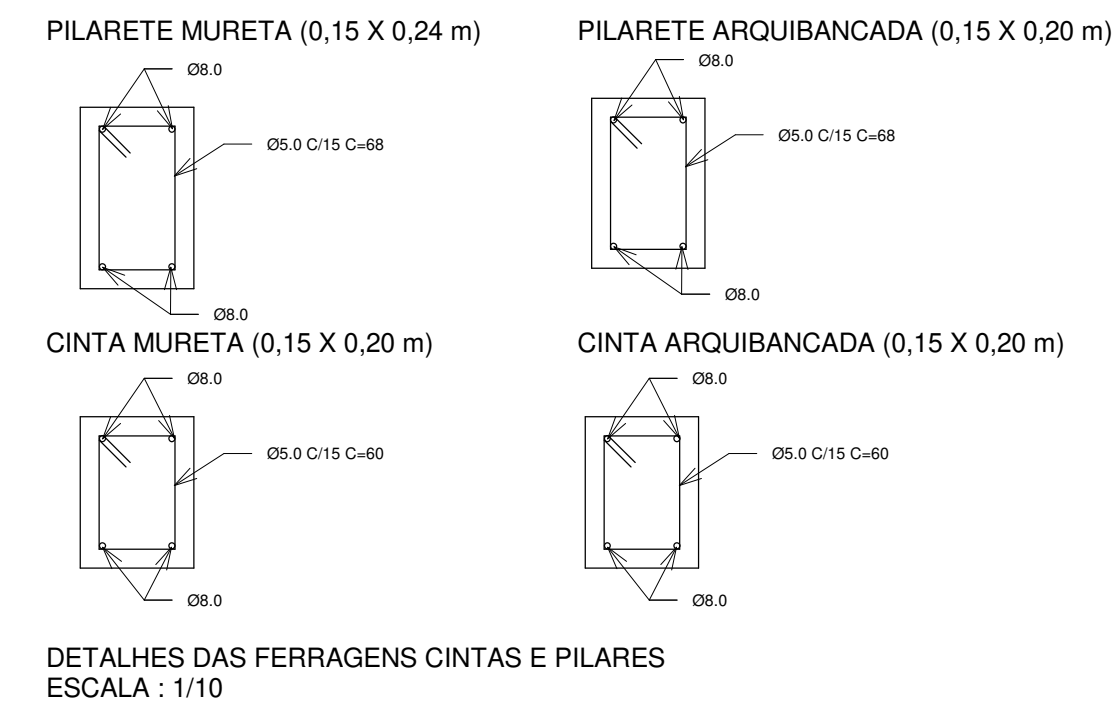 PILARETE MURETA (0,15 X 0,24 m)
Ø8.0
Ø5.0 C/15 C=68
Ø8.0
PILARETE ARQUIBANCADA (0,15 X 0,20 m)
Ø8.0
Ø5.0 C/15 C=68
Ø8.0
CINTA MURETA (0,15 X 0,20 m)
Ø8.0
Ø5.0 C/15 C=60
Ø8.0
CINTA ARQUIBANCADA (0,15 X 0,20 m)
Ø8.0
Ø5.0 C/15 C=60
Ø8.0
DETALHES DAS FERRAGENS CINTAS E PILARES
ESCALA : 1/10